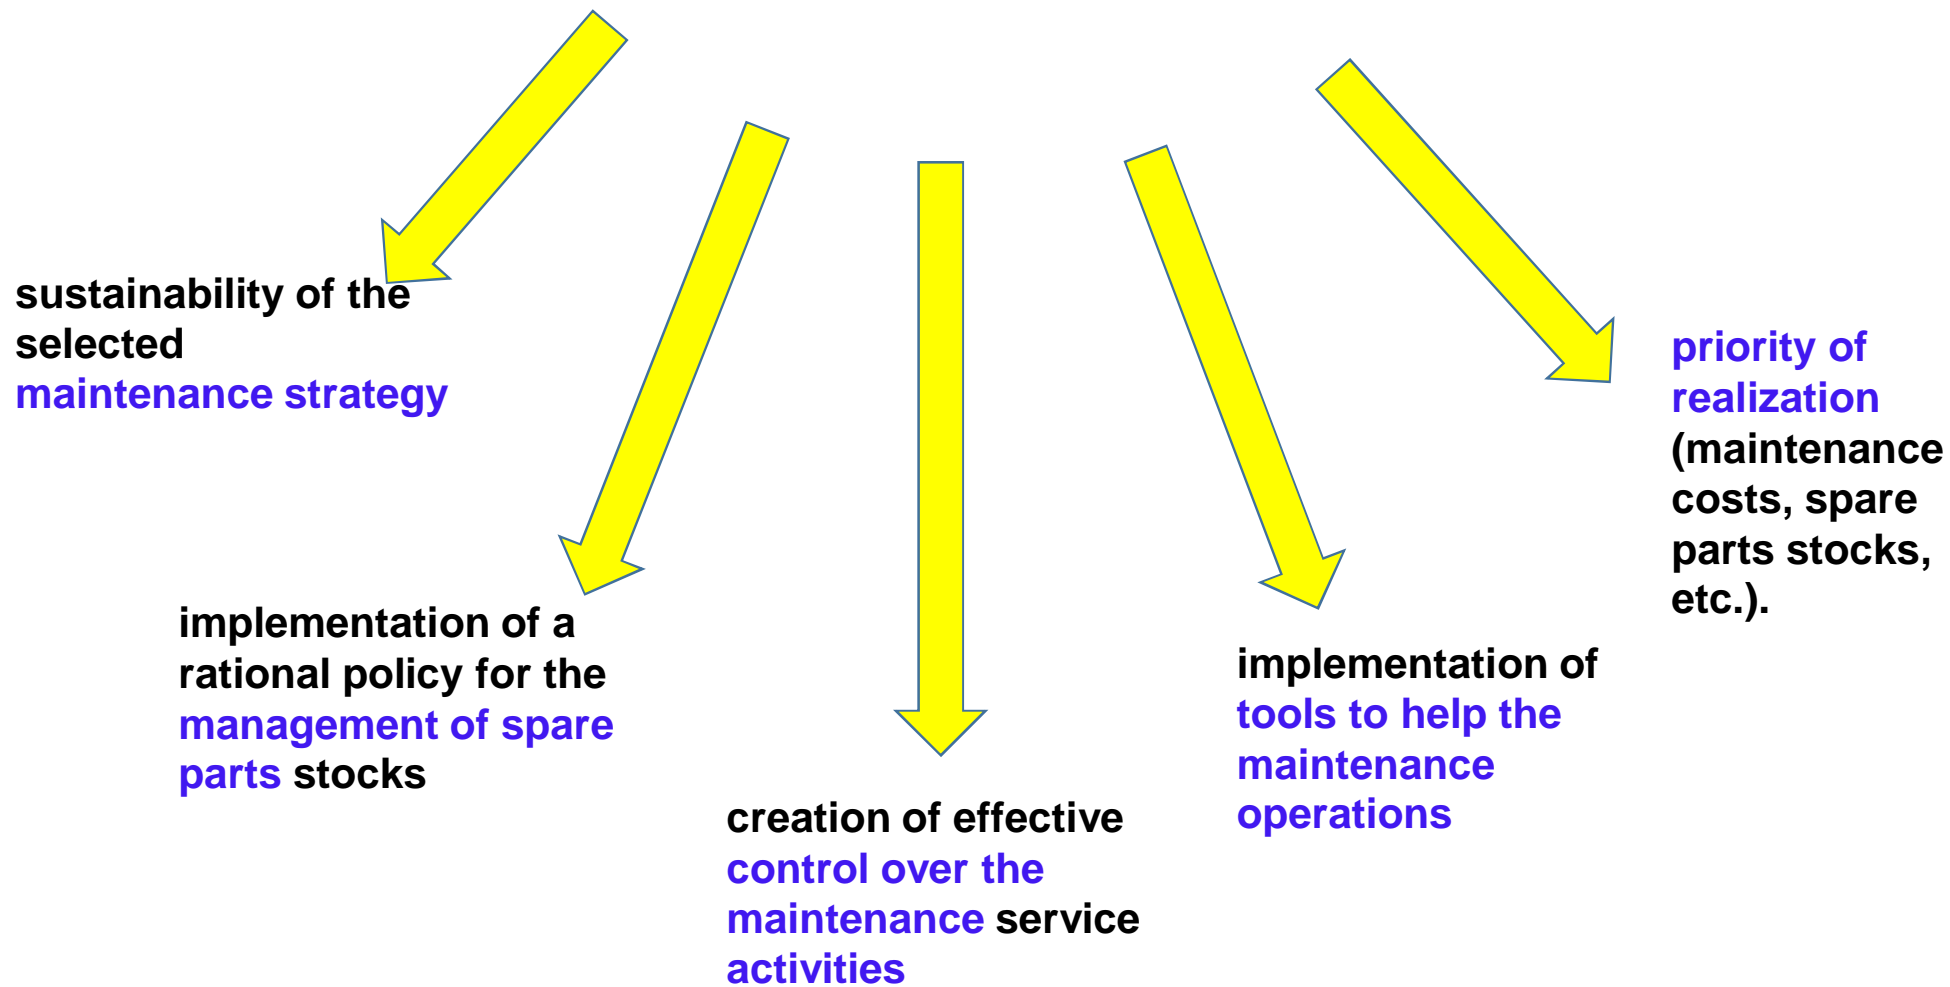 sustainability of the
selected
maintenance strategy
implementation of a
rational policy for the
management of spare
parts stocks
creation of effective
control over the
maintenance service
activities
implementation of
tools to help the
maintenance
operations
priority of
realization
(maintenance
costs, spare
parts stocks,
etc.).